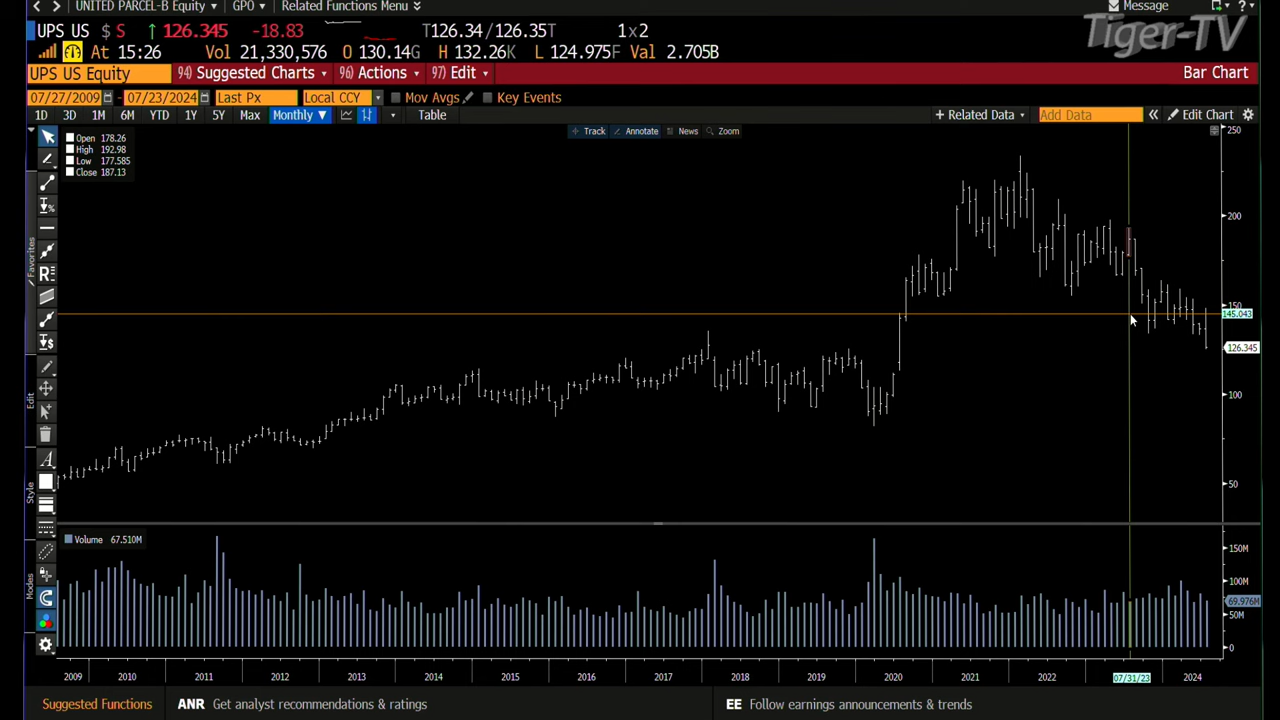 UNITED PARCEL-B Equity GPO Related Functions Menu Message ?
Tiger-TV
UPS US $ S ↑ 126.345 -18.83 T126.34 / 126.35T 1 x 2
At 15:26 Vol 21,330,576 O 130.14G H 132.26K L 124.975F Val 2.705B
UPS US Equity 94) Suggested Charts 96) Actions 97) Edit Bar Chart
07/27/2009 - 07/23/2024 Last Px Local CCY Mov Avgs Key Events
1D 3D 1M 6M YTD 1Y 5Y Max Monthly ▼ Table + Related Data Add Data « Edit Chart
Track Annotate News Zoom
Open 178.26
High 192.98
Low 177.585
Close 187.13
250
200
150
145.043
126.345
100
50
Favorites
Edit
Style
Modes
Volume 67.510M
150M
100M
69.976M
50M
0
2009 2010 2011 2012 2013 2014 2015 2016 2017 2018 2019 2020 2021 2022 07/31/23 2024
Suggested Functions ANR Get analyst recommendations & ratings EE Follow earnings announcements & trends